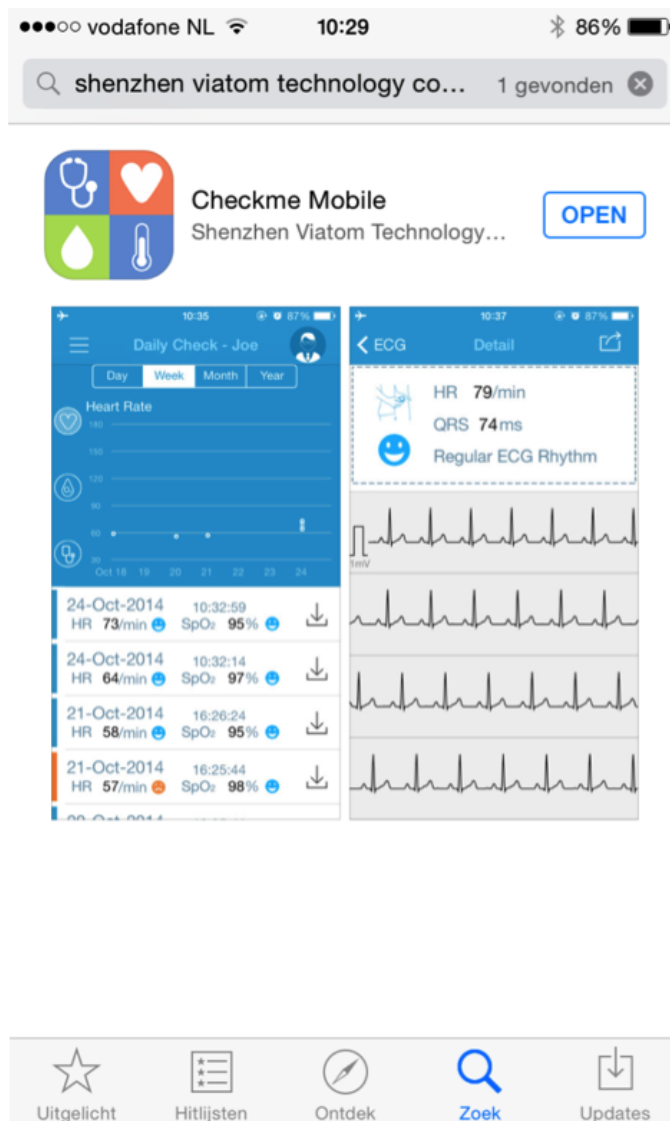 vodafone NL 10:29 86%
shenzhen viatom technology co... 1 gevonden
Checkme Mobile
Shenzhen Viatom Technology...
OPEN
10:35 87%
Daily Check - Joe
Day Week Month Year
Heart Rate
180
150
120
90
60
30
Oct 18 19 20 21 22 23 24
24-Oct-2014 10:32:59
HR 73/min SpO₂ 95%
24-Oct-2014 10:32:14
HR 64/min SpO₂ 97%
21-Oct-2014 16:26:24
HR 58/min SpO₂ 95%
21-Oct-2014 16:25:44
HR 57/min SpO₂ 98%
10:37 87%
ECG Detail
HR 79/min
QRS 74ms
Regular ECG Rhythm
1mV
Uitgelicht Hitlijsten Ontdek Zoek Updates